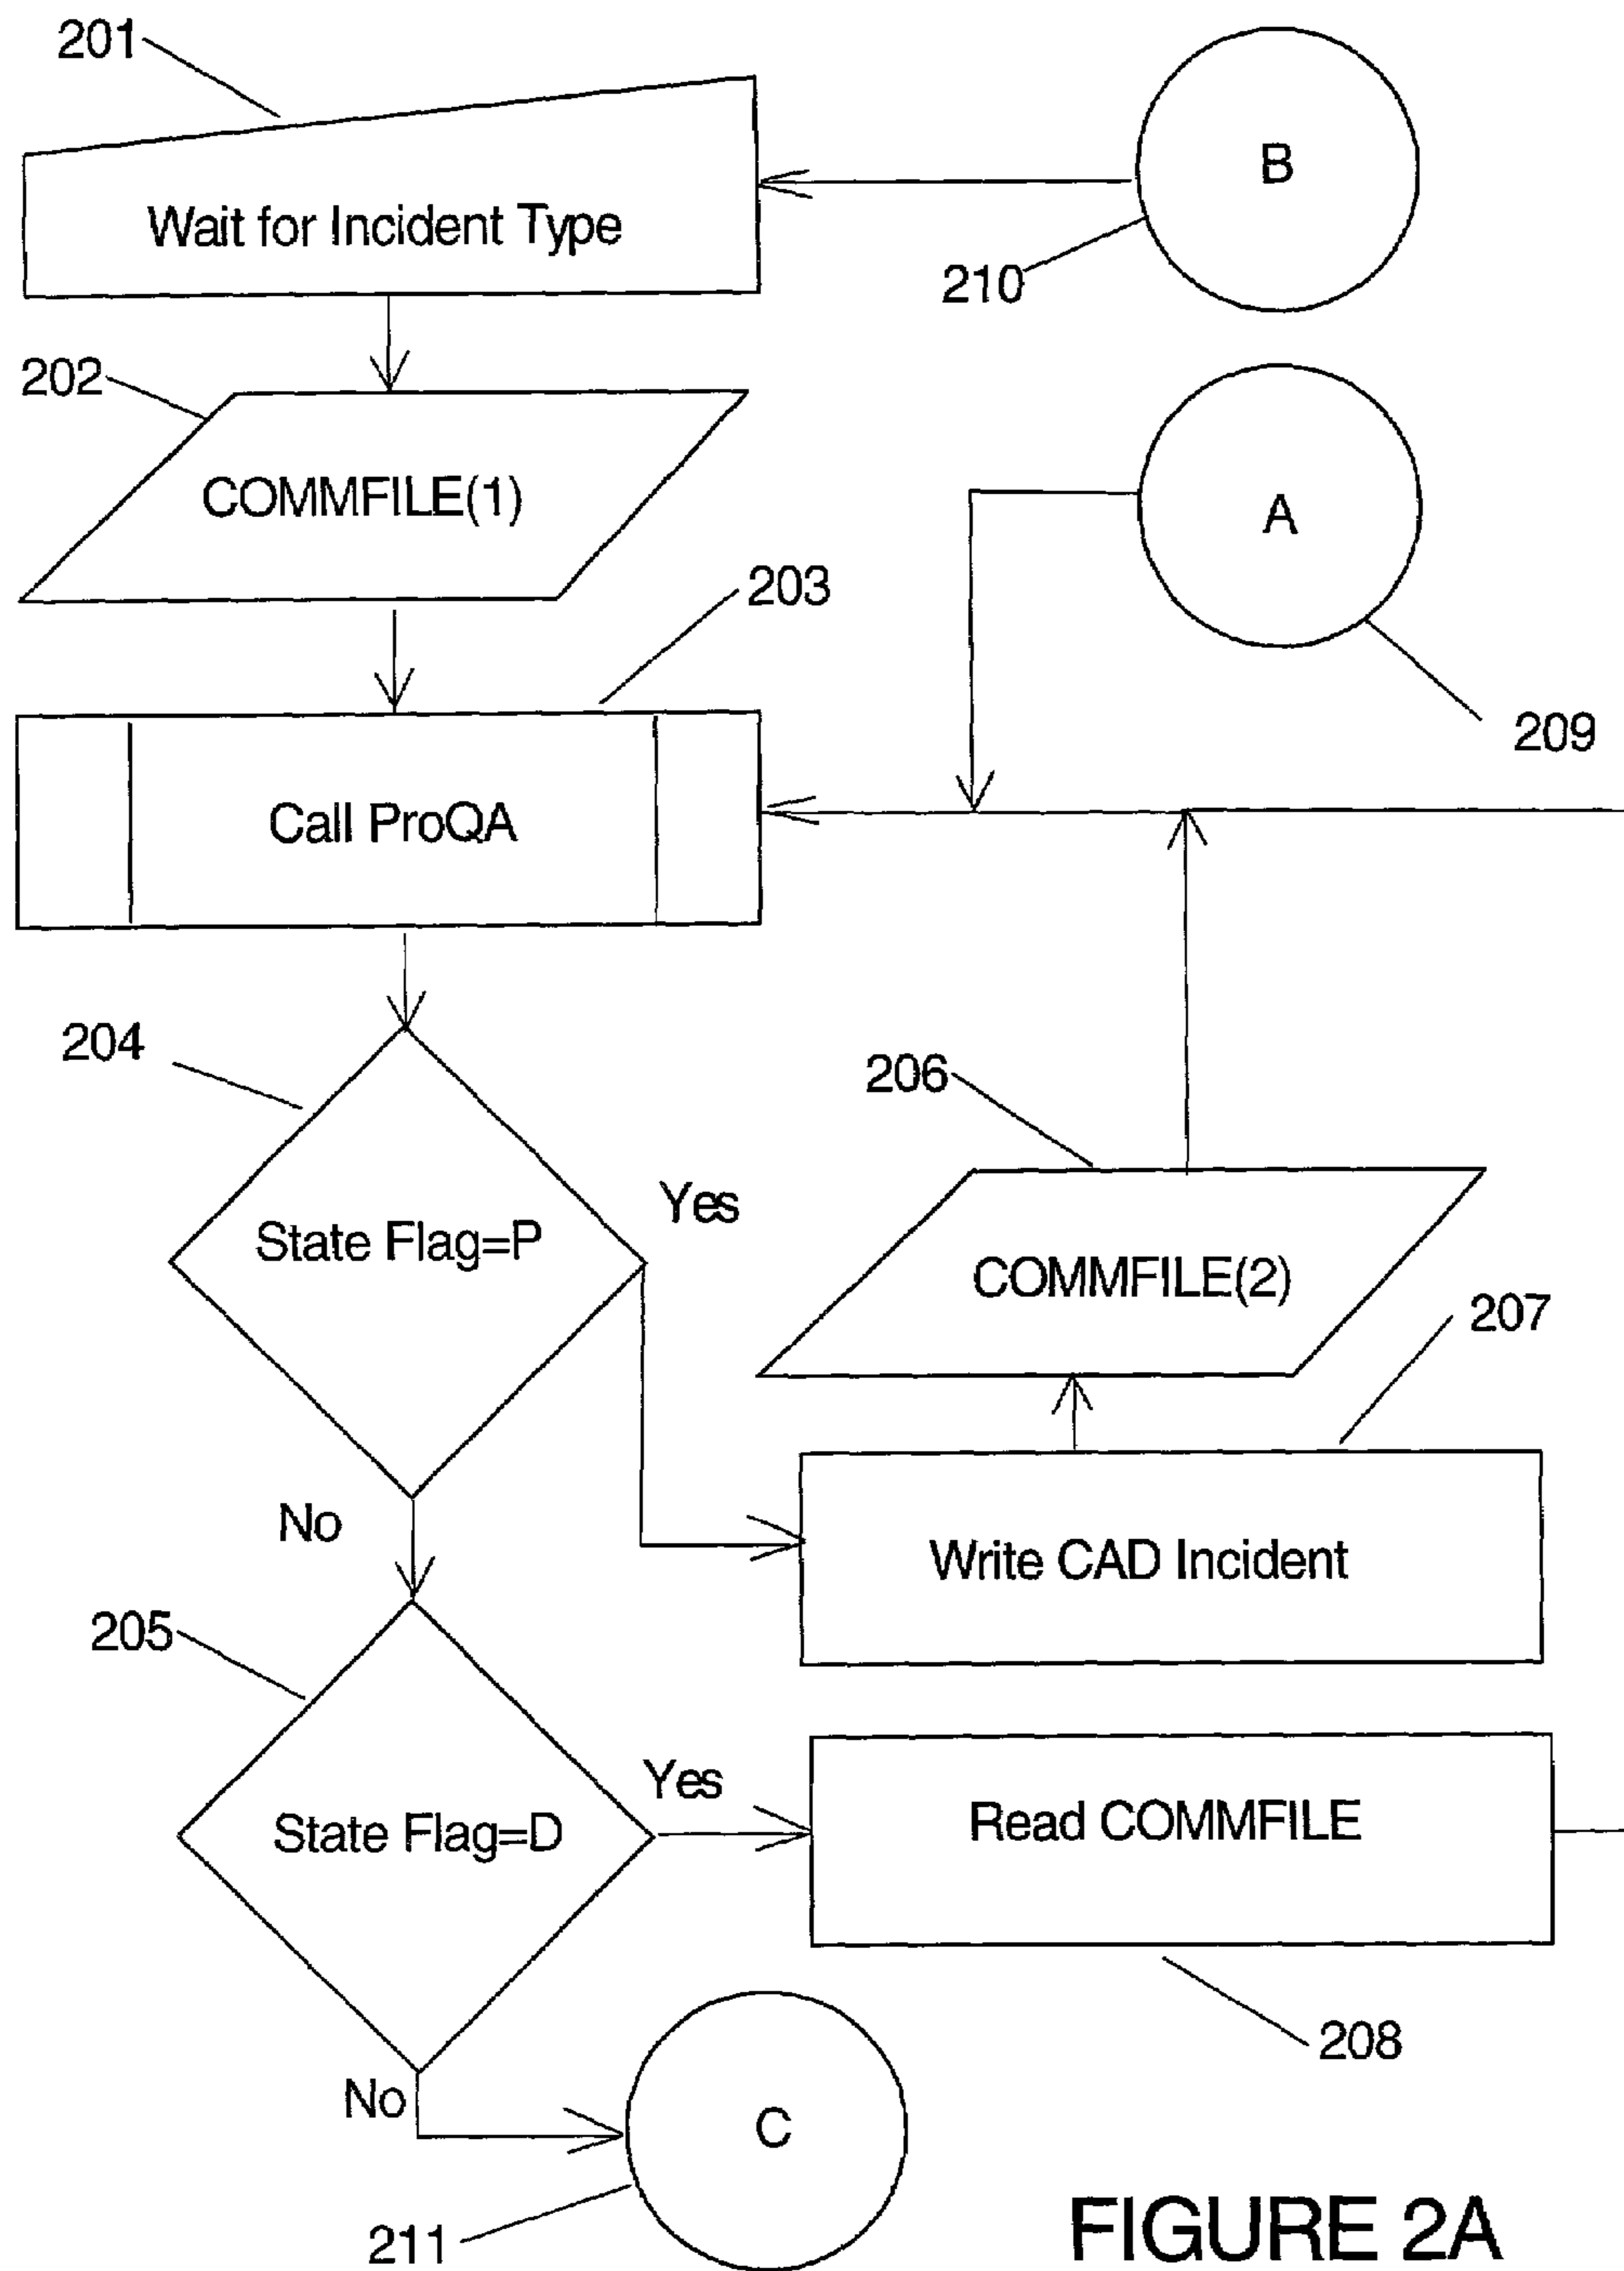 201
B
Wait for Incident Type
210
202
COMMFILE(1)
A
203
209
Call ProQA
204
206
Yes
State Flag=P
COMMFILE(2)
207
No
Write CAD Incident
205
Yes
State Flag=D
Read COMMFILE
208
No
C
211
FIGURE 2A